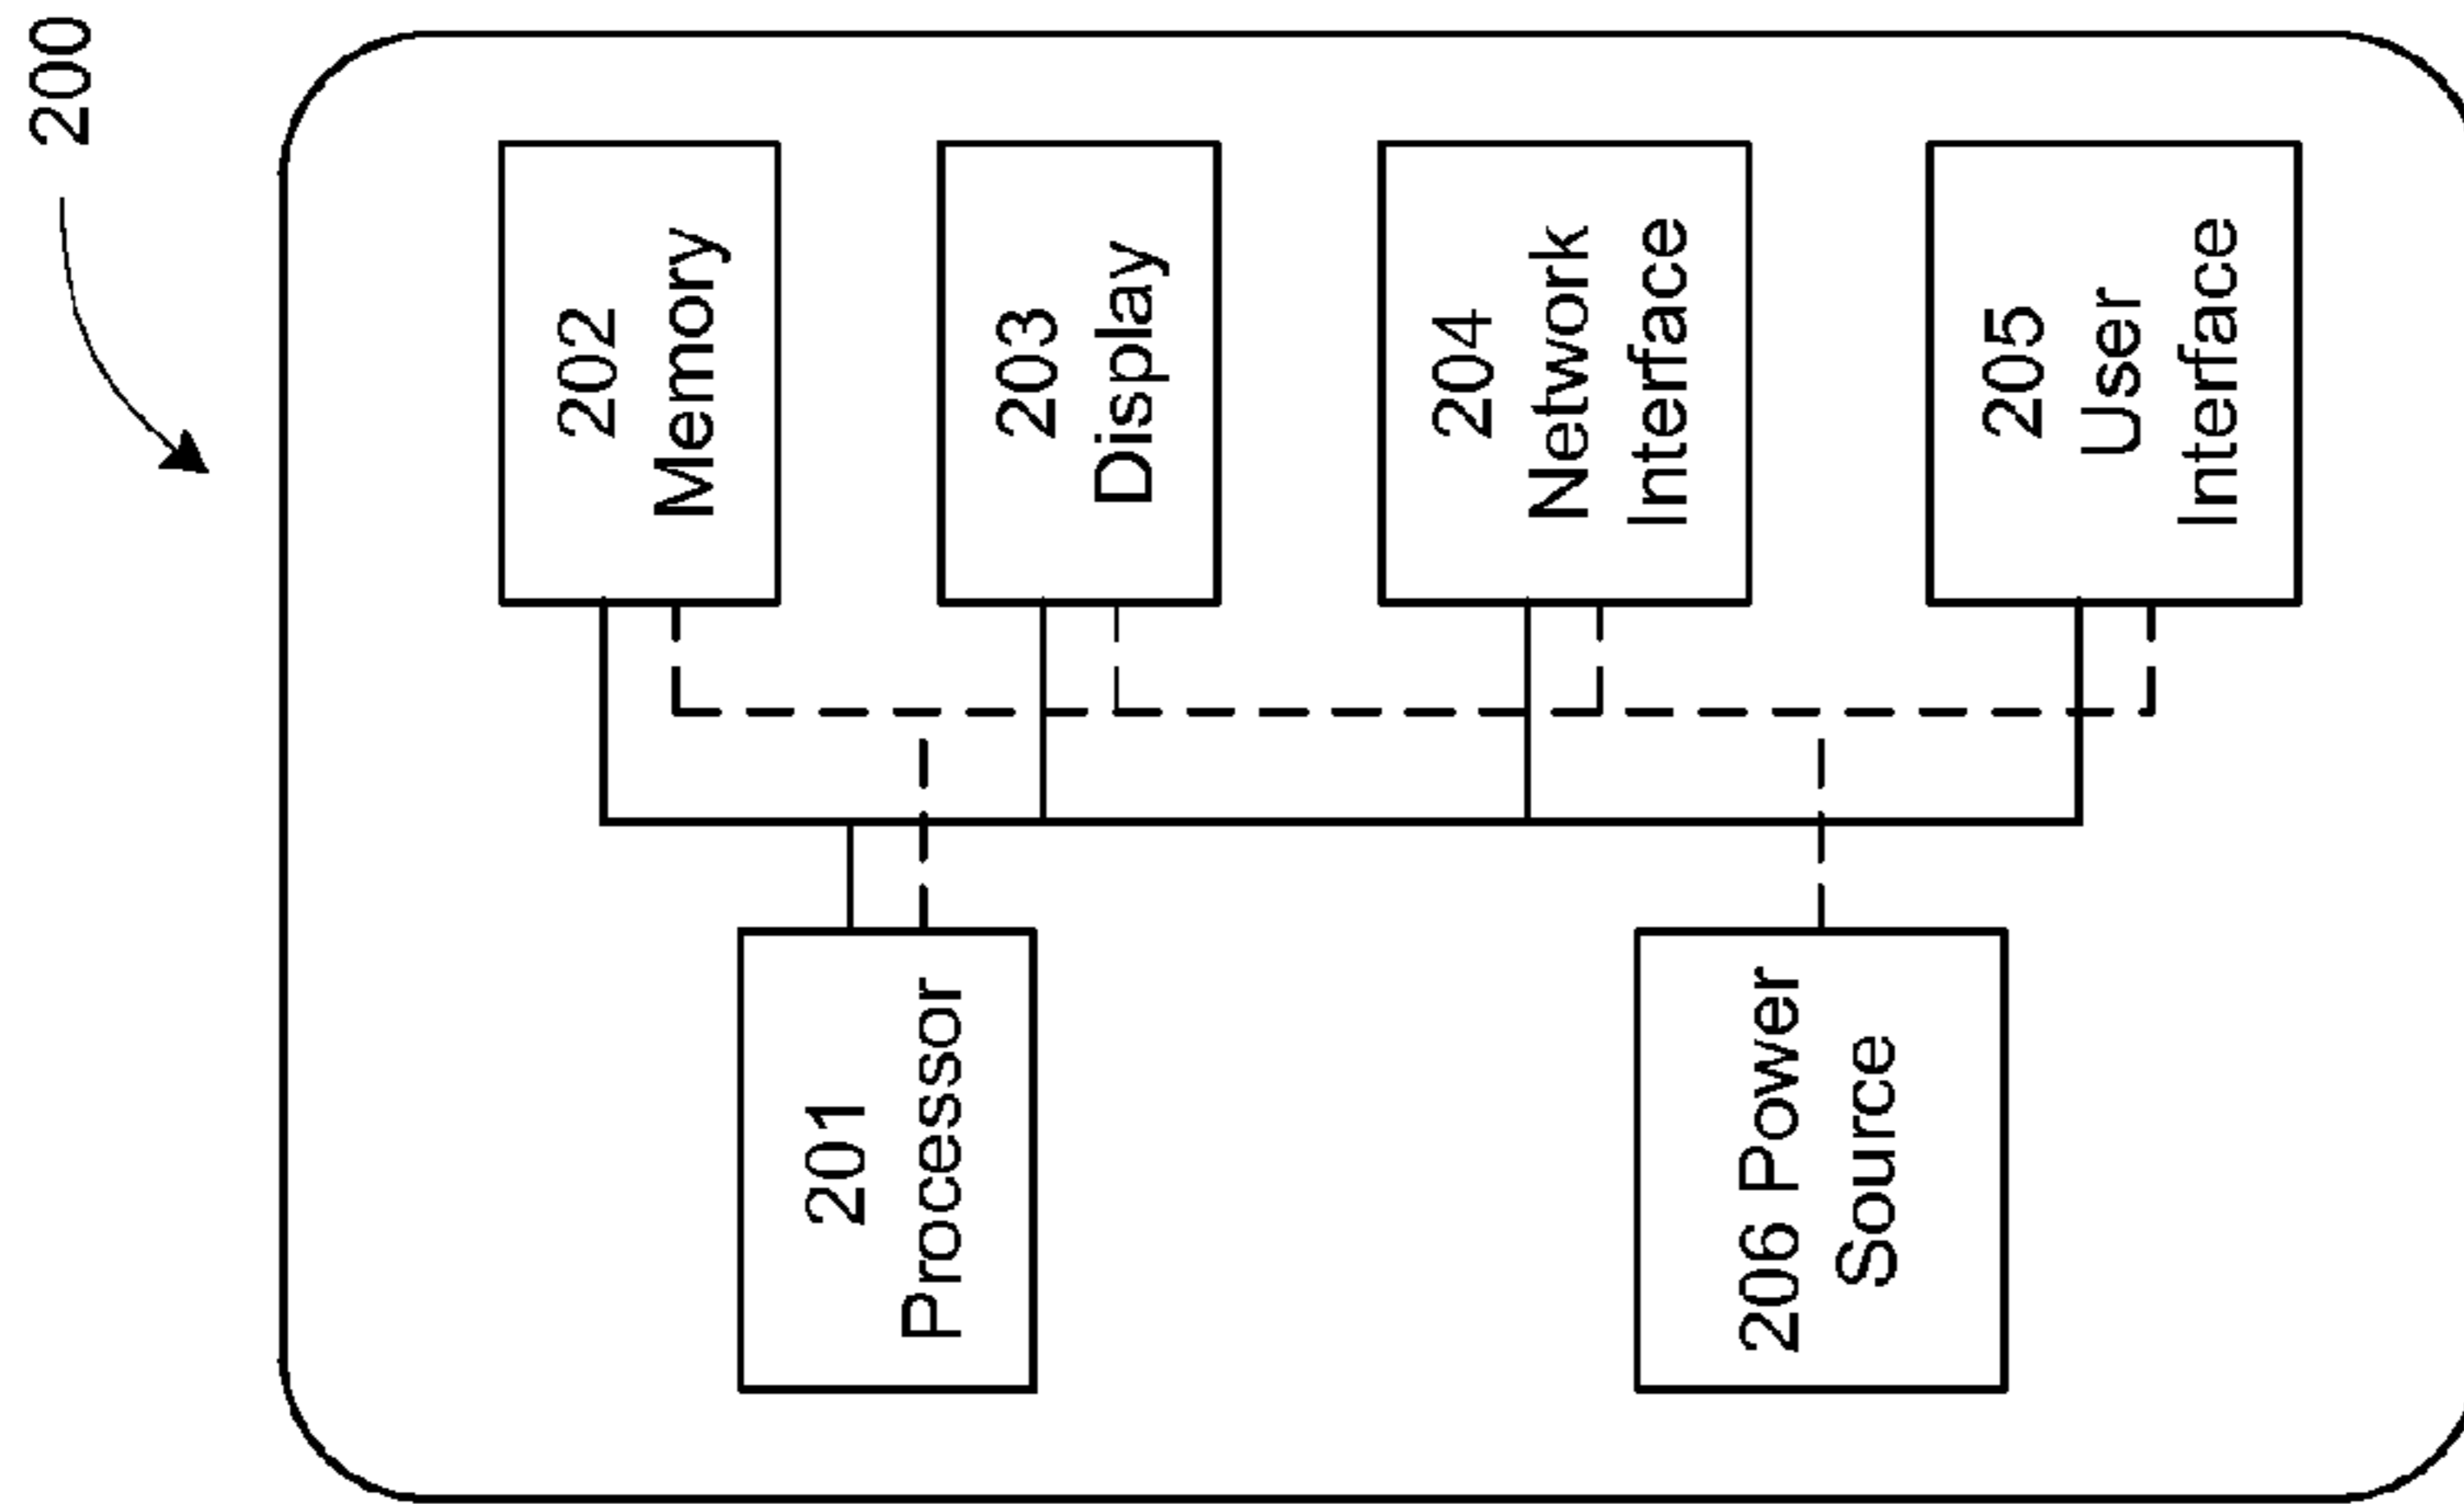 200
201
Processor
202
Memory
203
Display
204
Network
Interface
206 Power
Source
205
User
Interface